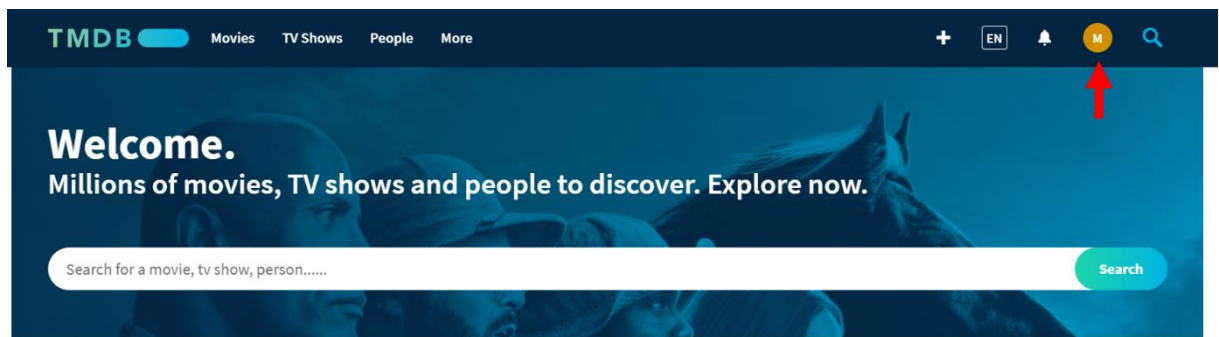 TMDB Movies TV Shows People More EN M
Welcome.
Millions of movies, TV shows and people to discover. Explore now.
Search for a movie, tv show, person......
Search